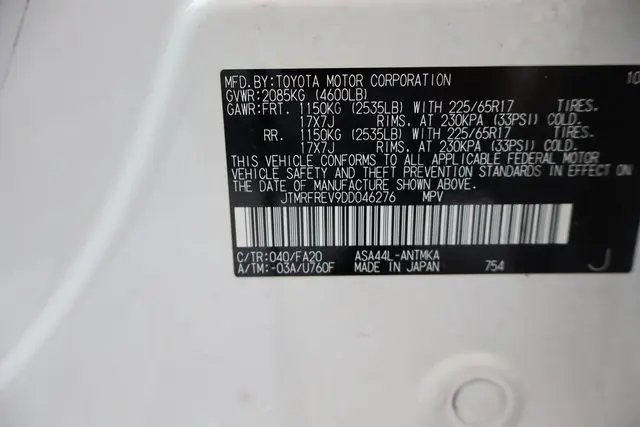 MFD. BY: TOYOTA MOTOR CORPORATION 10
GVWR: 2085KG (4600LB)
GAWR: FRT. 1150KG (2535LB) WITH 225/65R17 TIRES.
17X7J RIMS, AT 230KPA (33PSI) COLD.
RR. 1150KG (2535LB) WITH 225/65R17 TIRES.
17X7J RIMS, AT 230KPA (33PSI) COLD.
THIS VEHICLE CONFORMS TO ALL APPLICABLE FEDERAL MOTOR
VEHICLE SAFETY AND THEFT PREVENTION STANDARDS IN EFFECT ON
THE DATE OF MANUFACTURE SHOWN ABOVE.
JTMRFREV9DD046276 MPV
C/TR: 040/FA20 ASA44L-ANTMKA
A/TM: -03A/U760F MADE IN JAPAN 754 J